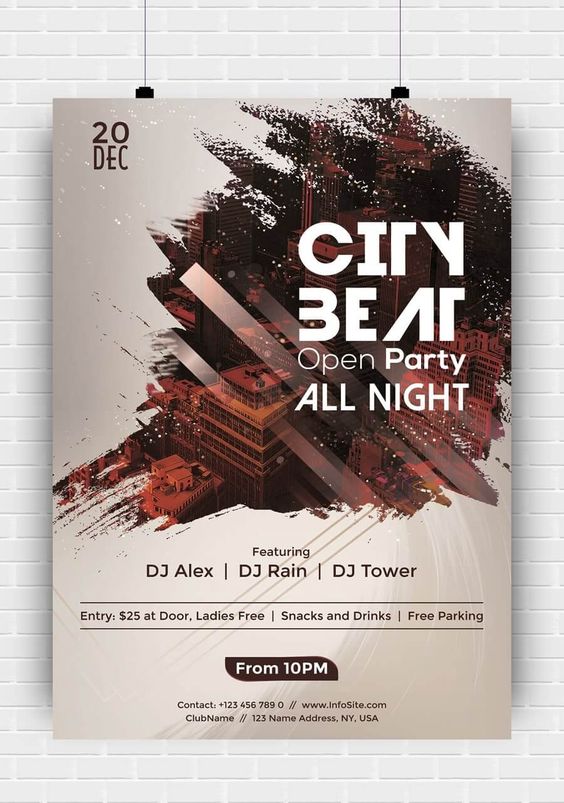 20
DEC
CITY
BEAT
Open Party
ALL NIGHT
Featuring
DJ Alex | DJ Rain | DJ Tower
Entry: $25 at Door, Ladies Free | Snacks and Drinks | Free Parking
From 10PM
Contact: +123 456 789 0 // www.InfoSite.com
ClubName // 123 Name Address, NY, USA